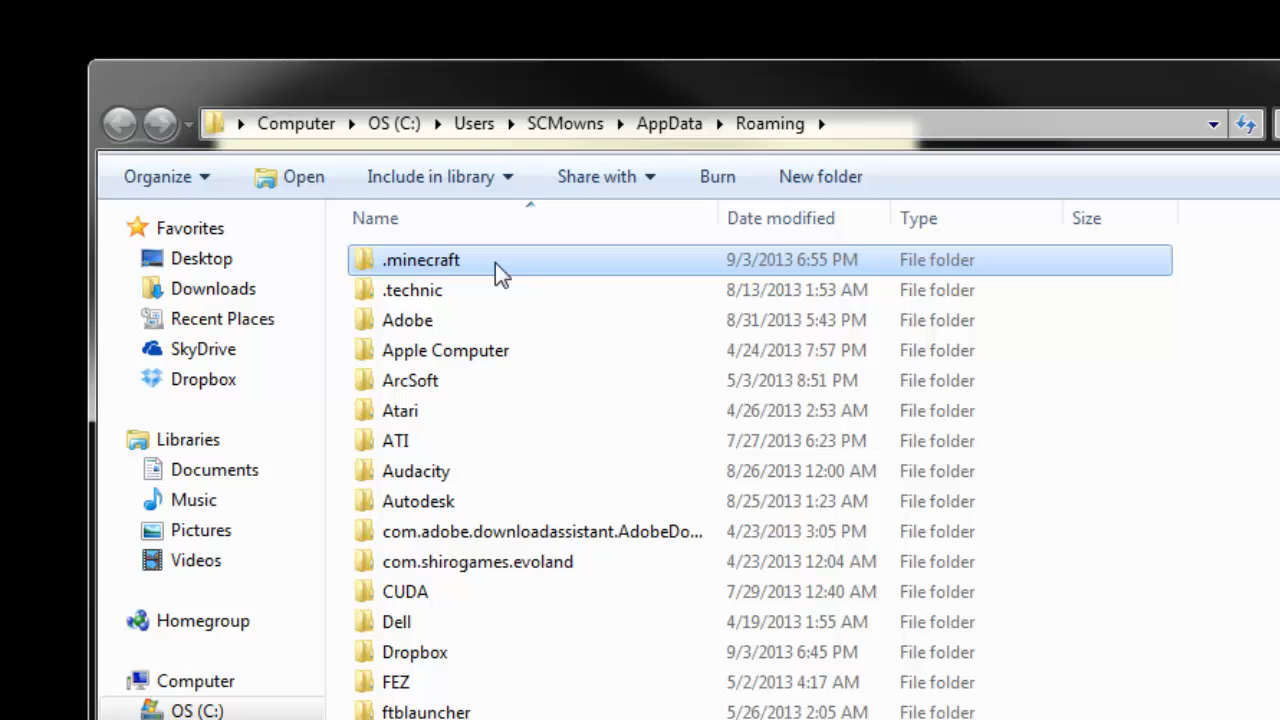 Computer OS (C:) Users SCMowns AppData Roaming
Organize Open Include in library Share with Burn New folder
Name Date modified Type Size
Favorites
Desktop
Downloads
Recent Places
SkyDrive
Dropbox
Libraries
Documents
Music
Pictures
Videos
Homegroup
Computer
OS (C:)
.minecraft 9/3/2013 6:55 PM File folder
.technic 8/13/2013 1:53 AM File folder
Adobe 8/31/2013 5:43 PM File folder
Apple Computer 4/24/2013 7:57 PM File folder
ArcSoft 5/3/2013 8:51 PM File folder
Atari 4/26/2013 2:53 AM File folder
ATI 7/27/2013 6:23 PM File folder
Audacity 8/26/2013 12:00 AM File folder
Autodesk 8/25/2013 1:23 AM File folder
com.adobe.downloadassistant.AdobeDo... 4/23/2013 3:05 PM File folder
com.shirogames.evoland 4/23/2013 12:04 AM File folder
CUDA 7/29/2013 12:40 AM File folder
Dell 4/19/2013 1:55 AM File folder
Dropbox 9/3/2013 6:45 PM File folder
FEZ 5/2/2013 4:17 AM File folder
ftblauncher 5/26/2013 2:05 AM File folder